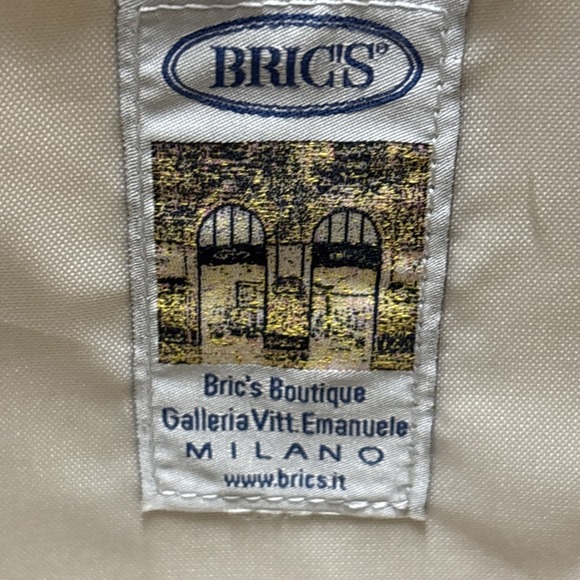 BRIC'S®
Bric's Boutique
Galleria Vitt. Emanuele
MILANO
www.brics.it